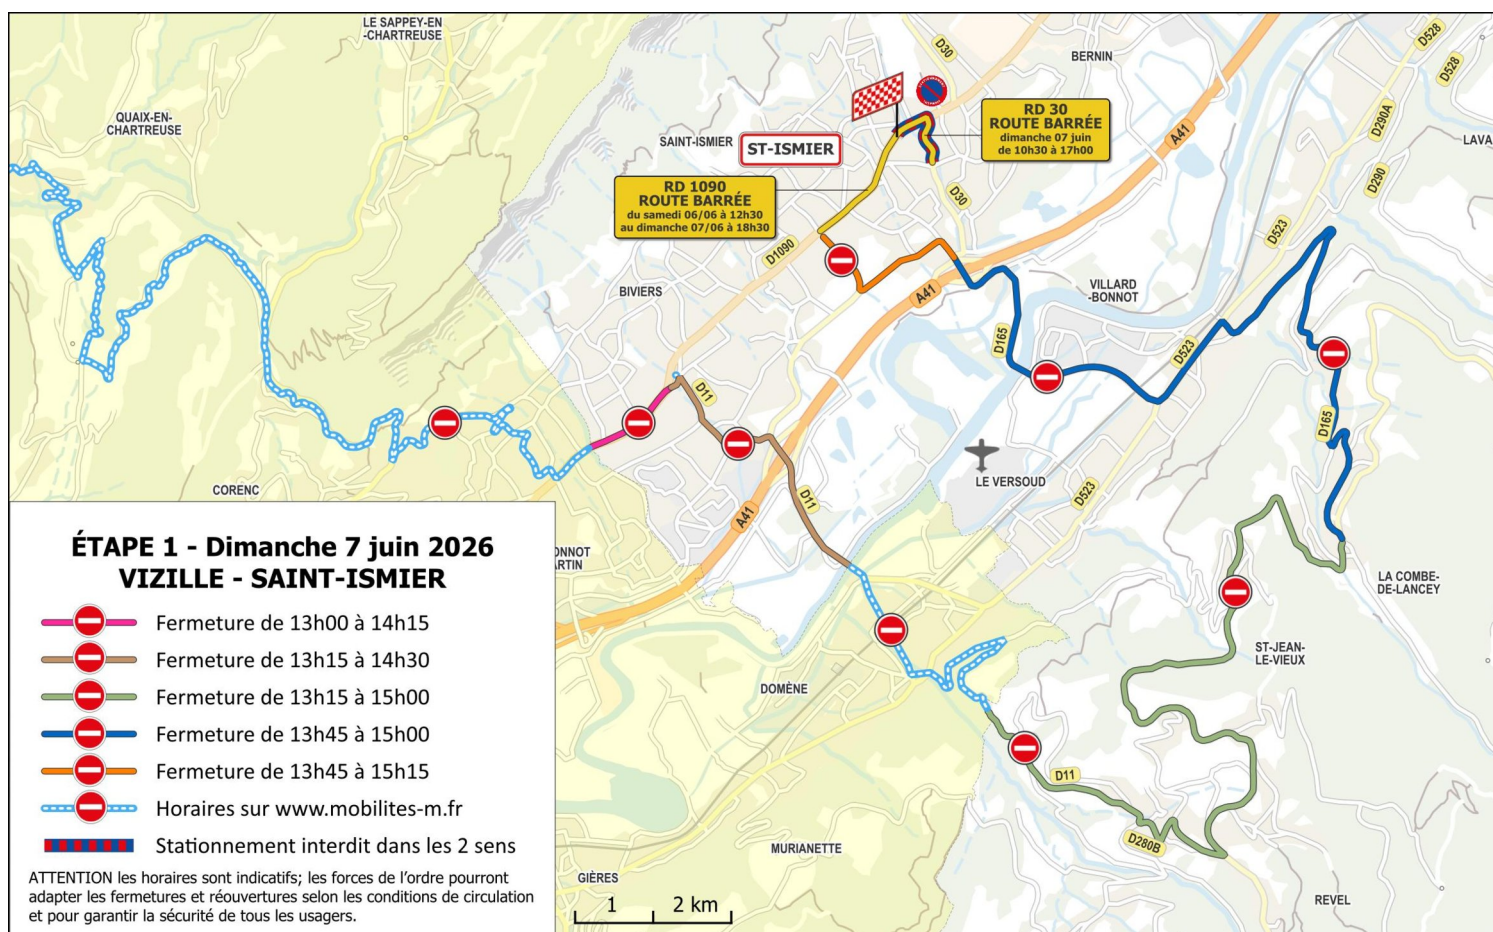 LE SAPPEY-EN
-CHARTREUSE
QUAIX-EN-
CHARTREUSE
SAINT-ISMIER
ST-ISMIER
BERNIN
D30
D528
D528
D290A
A41
LAVA
D290
RD 30
ROUTE BARRÉE
dimanche 07 juin
de 10h30 à 17h00
RD 1090
ROUTE BARRÉE
du samedi 06/06 à 12h30
au dimanche 07/06 à 18h30
D30
D523
D1090
BIVIERS
A41
VILLARD
-BONNOT
D165
D523
D11
D165
CORENC
A41
D11
LE VERSOUD
D523
ONNOT
ARTIN
LA COMBE-
DE-LANCEY
ST-JEAN-
LE-VIEUX
DOMÈNE
D11
D280B
MURIANETTE
GIÈRES
REVEL
1
2 km
ÉTAPE 1 - Dimanche 7 juin 2026
VIZILLE - SAINT-ISMIER
Fermeture de 13h00 à 14h15
Fermeture de 13h15 à 14h30
Fermeture de 13h15 à 15h00
Fermeture de 13h45 à 15h00
Fermeture de 13h45 à 15h15
Horaires sur www.mobilites-m.fr
Stationnement interdit dans les 2 sens
ATTENTION les horaires sont indicatifs; les forces de l'ordre pourront
adapter les fermetures et réouvertures selon les conditions de circulation
et pour garantir la sécurité de tous les usagers.